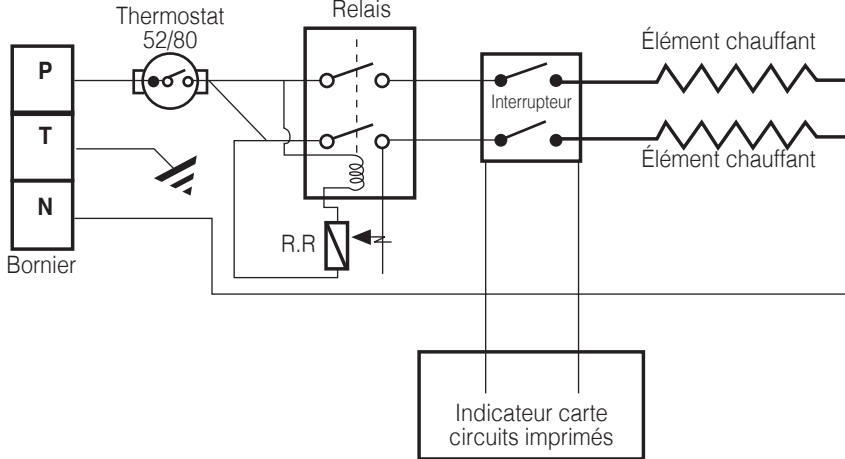 Thermostat
52/80
Relais
Élément chauffant
P
Interrupteur
T
Élément chauffant
N
R.R
Bornier
Indicateur carte
circuits imprimés